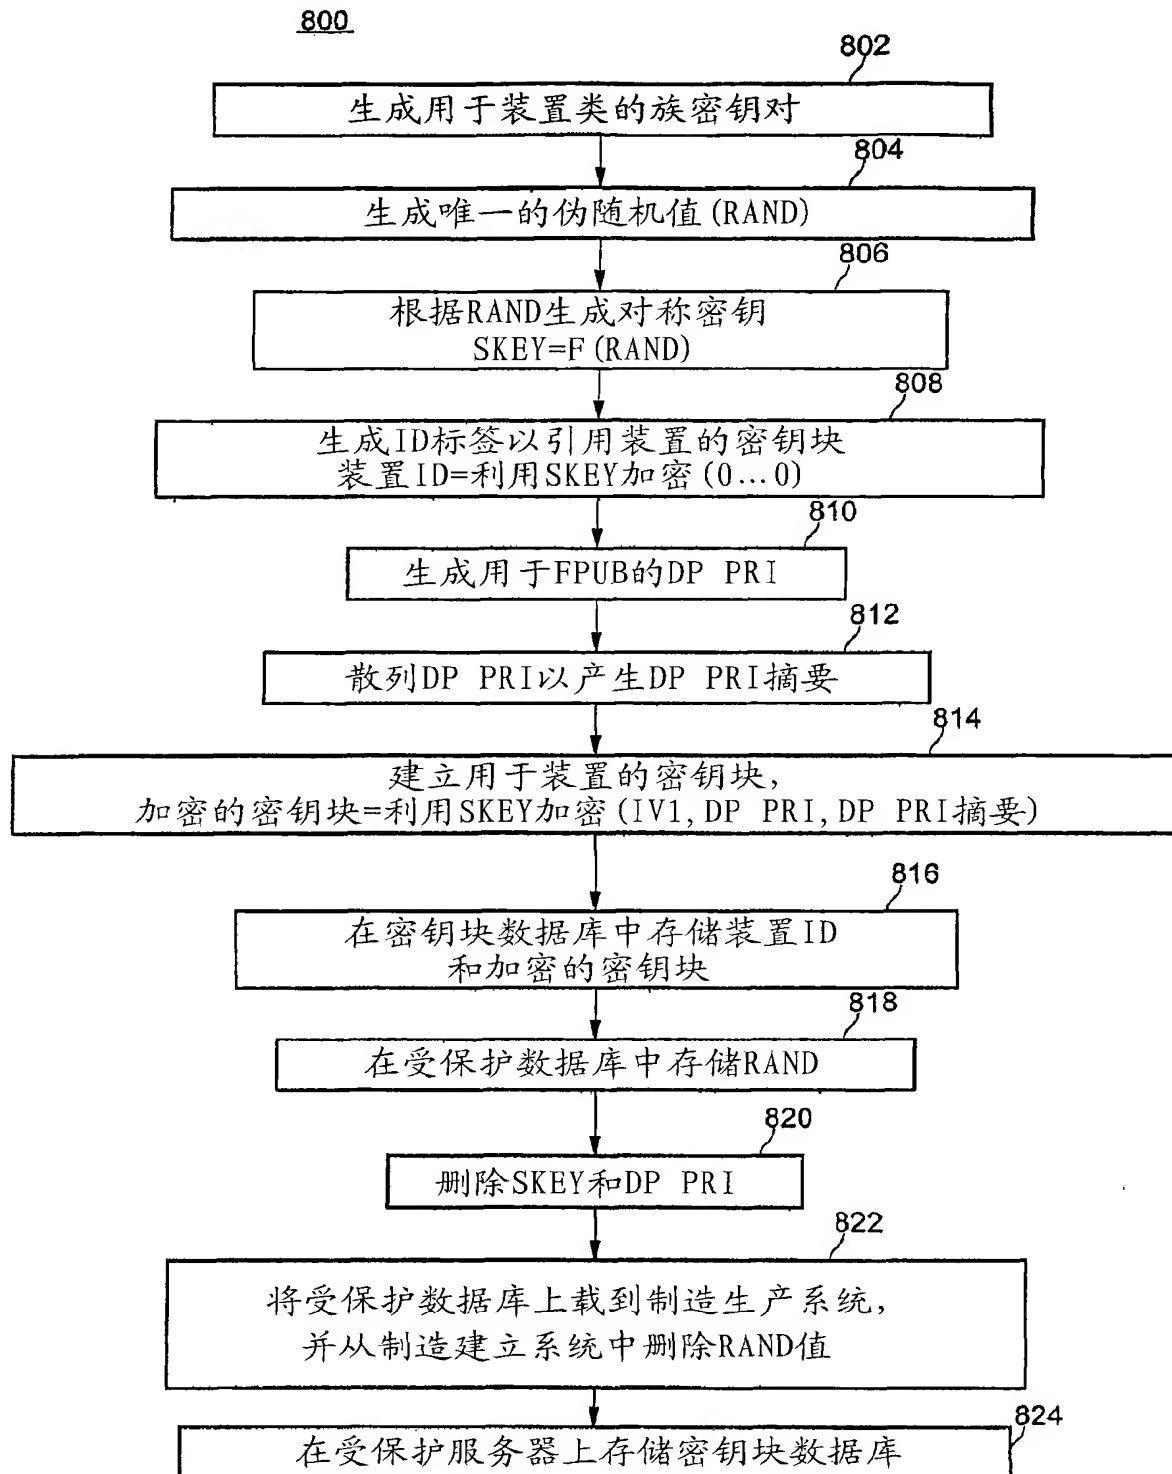 800
802
生成用于装置类的族密钥对
804
生成唯一的伪随机值(RAND)
806
根据RAND生成对称密钥
SKEY=F(RAND)
808
生成ID标签以引用装置的密钥块
装置ID=利用SKEY加密(0...0)
810
生成用于FPUB的DP PRI
812
散列DP PRI以产生DP PRI摘要
814
建立用于装置的密钥块,
加密的密钥块=利用SKEY加密(IV1,DP PRI,DP PRI摘要)
816
在密钥块数据库中存储装置ID
和加密的密钥块
818
在受保护数据库中存储RAND
820
删除SKEY和DP PRI
822
将受保护数据库上载到制造生产系统,
并从制造建立系统中删除RAND值
824
在受保护服务器上存储密钥块数据库